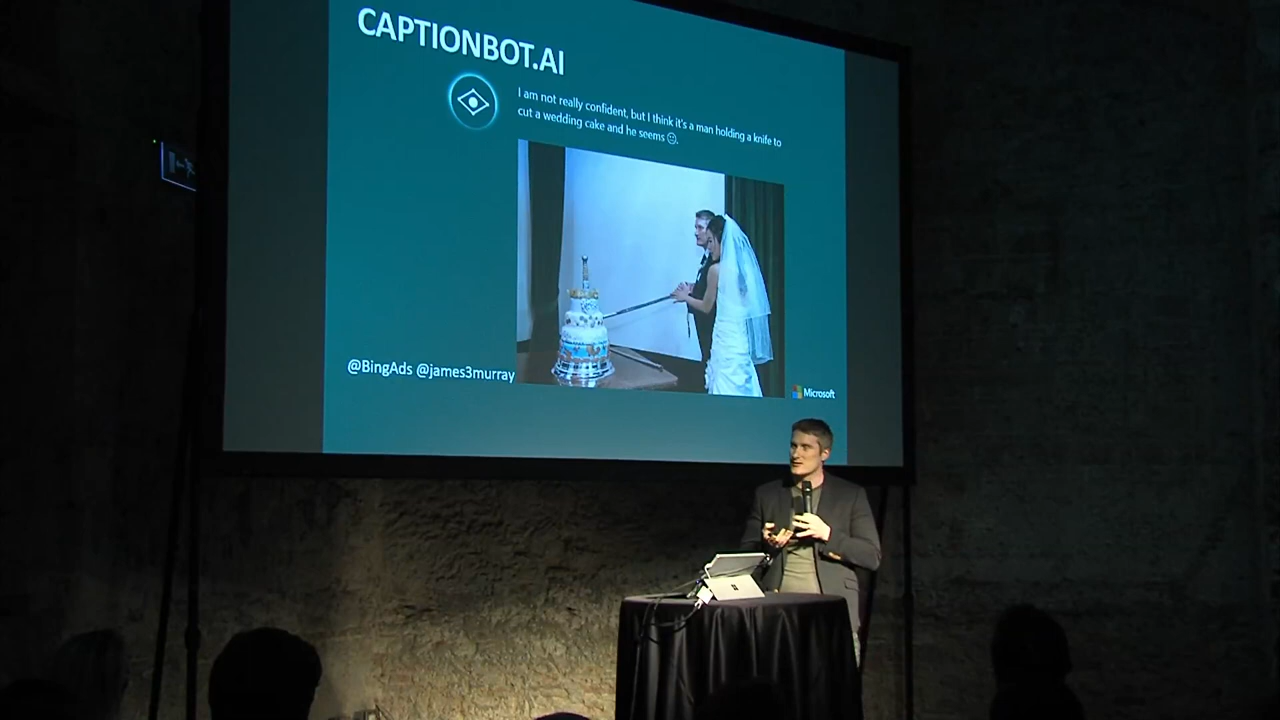 CAPTIONBOT.AI
I am not really confident, but I think it's a man holding a knife to
cut a wedding cake and he seems 😐.
@BingAds @james3murray
Microsoft